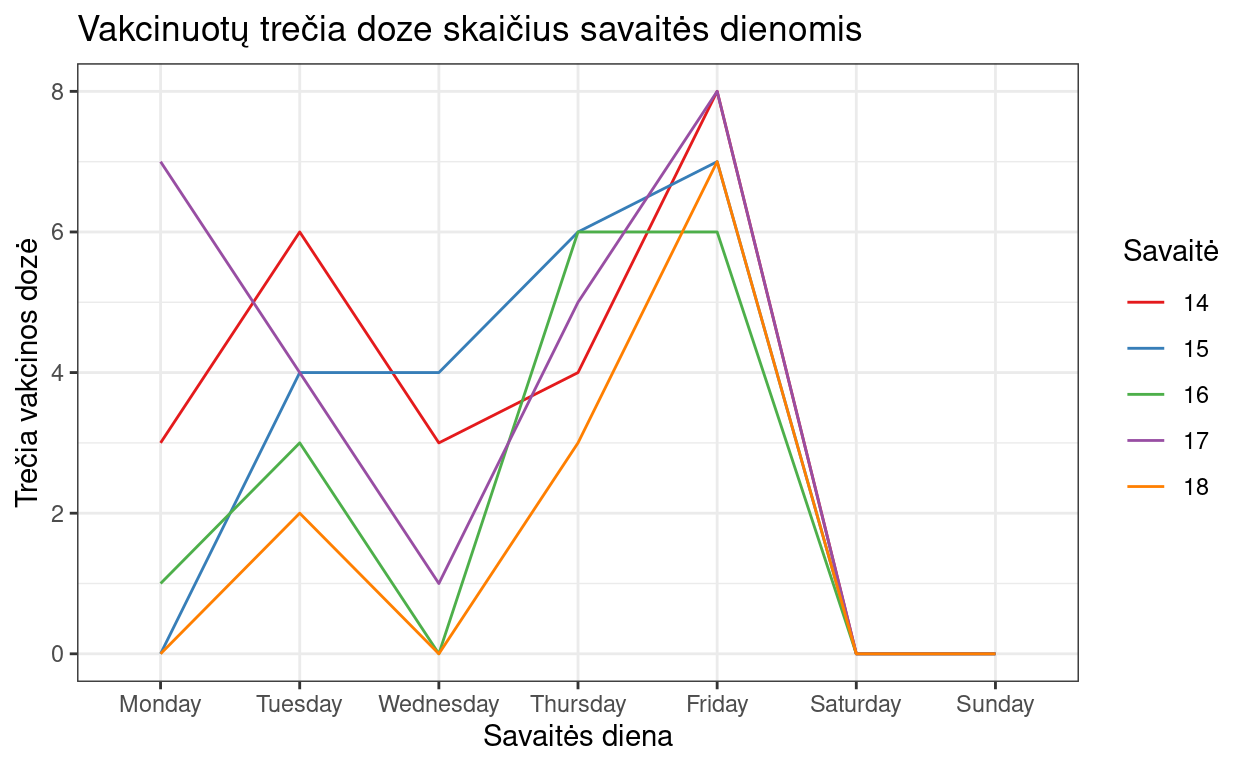 Vakcinuotų trečia doze skaičius savaitės dienomis
Trečia vakcinos dozė
8
6
4
2
0
Monday Tuesday Wednesday Thursday Friday Saturday Sunday
Savaitės diena
Savaitė
14
15
16
17
18